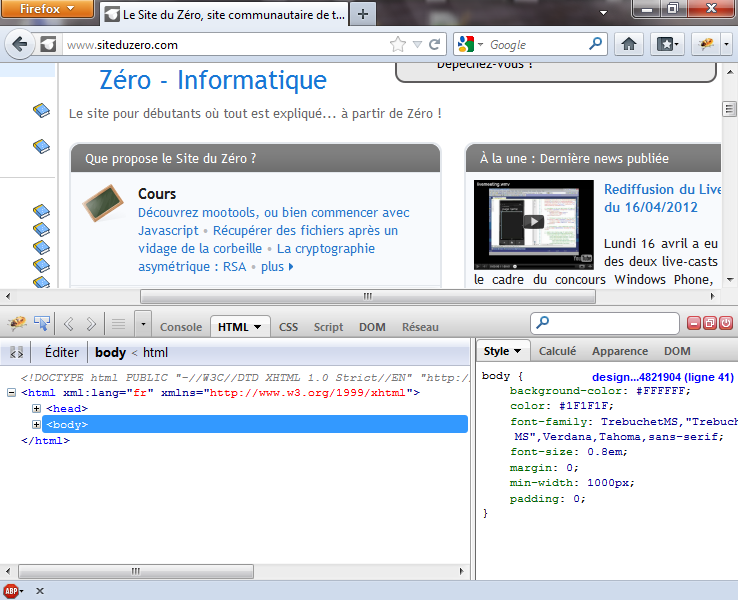 Firefox
Le Site du Zéro, site communautaire de t...
www.siteduzero.com
Google
Dépêchez-vous !
Zéro - Informatique
Le site pour débutants où tout est expliqué... à partir de Zéro !
Que propose le Site du Zéro ?
Cours
Découvrez mootools, ou bien commencer avec
Javascript • Récupérer des fichiers après un
vidage de la corbeille • La cryptographie
asymétrique : RSA • plus
À la une : Dernière news publiée
livemeeting.wmv
YouTube
Rediffusion du Live
du 16/04/2012
Lundi 16 avril a eu
des deux live-casts
le cadre du concours Windows Phone,
Console
HTML
CSS
Script
DOM
Réseau
Éditer
body < html
<!DOCTYPE html PUBLIC "-//W3C//DTD XHTML 1.0 Strict//EN" "http:/
<html xml:lang="fr" xmlns="http://www.w3.org/1999/xhtml">
<head>
<body>
</html>
Style
Calculé
Apparence
DOM
body {
design...4821904 (ligne 41)
background-color: #FFFFFF;
color: #1F1F1F;
font-family: TrebuchetMS,"Trebuch
MS",Verdana,Tahoma,sans-serif;
font-size: 0.8em;
margin: 0;
min-width: 1000px;
padding: 0;
}
ABP